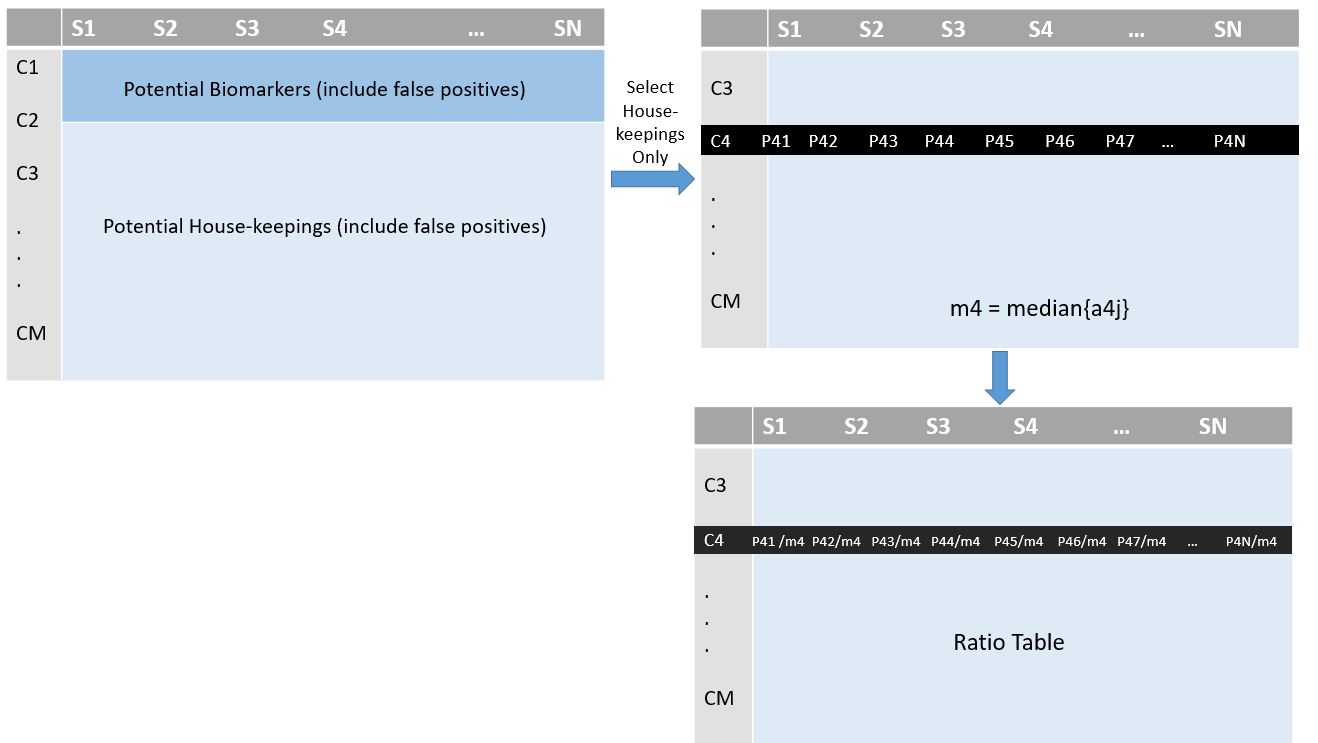 S1 S2 S3 S4 ... SN
C1
Potential Biomarkers (include false positives)
C2
C3
Potential House-keepings (include false positives)
.
.
.
CM
Select
House-
keepings
Only
S1 S2 S3 S4 ... SN
C3
C4 P41 P42 P43 P44 P45 P46 P47 ... P4N
.
.
.
CM
m4 = median{a4j}
S1 S2 S3 S4 ... SN
C3
C4 P41 /m4 P42/m4 P43/m4 P44/m4 P45/m4 P46/m4 P47/m4 ... P4N/m4
.
.
.
Ratio Table
CM